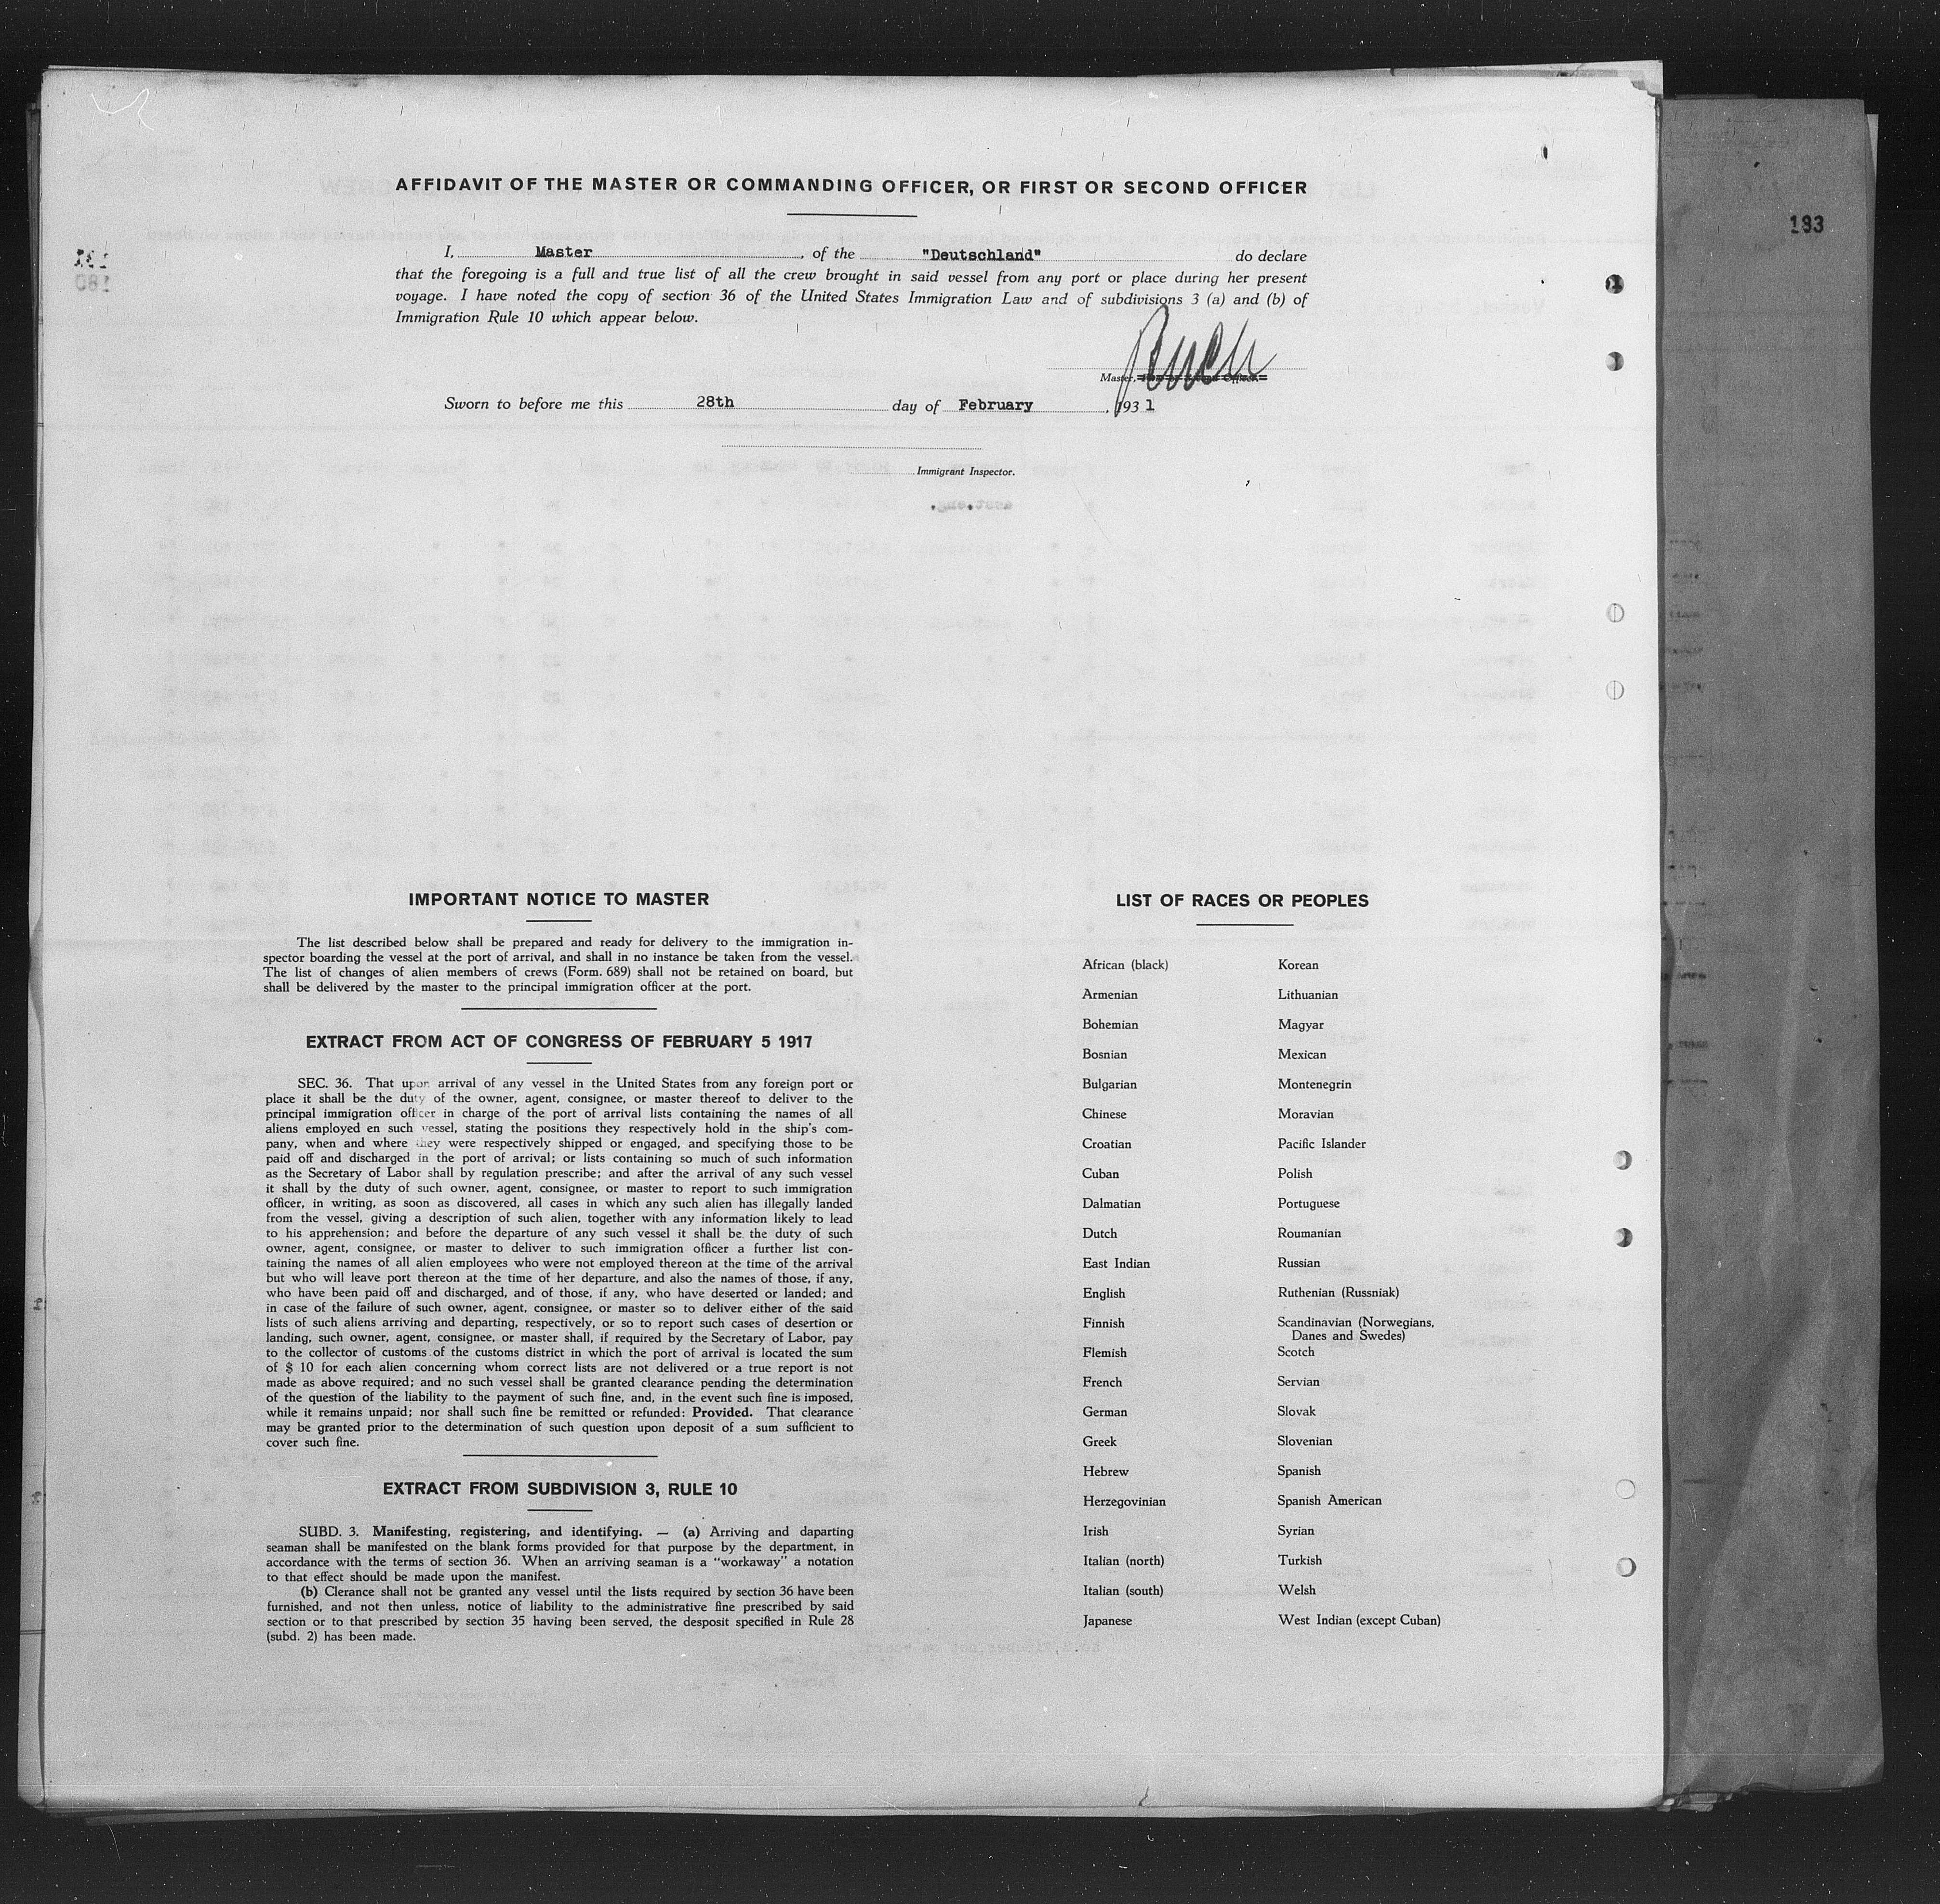 AFFIDAVIT OF THE MASTER OR COMMANDING OFFICER, OR FIRST OR SECOND OFFICER
183
I, Master, of the "Deutschland" do declare
that the foregoing is a full and true list of all the crew brought in said vessel from any port or place during her present
voyage. I have noted the copy of section 36 of the United States Immigration Law and of subdivisions 3 (a) and (b) of
Immigration Rule 10 which appear below.
Master,
Sworn to before me this 28th day of February, 1931
Immigrant Inspector.
IMPORTANT NOTICE TO MASTER
The list described below shall be prepared and ready for delivery to the immigration in-
spector boarding the vessel at the port of arrival, and shall in no instance be taken from the vessel.
The list of changes of alien members of crews (Form. 689) shall not be retained on board, but
shall be delivered by the master to the principal immigration officer at the port.
EXTRACT FROM ACT OF CONGRESS OF FEBRUARY 5 1917
SEC. 36. That upon arrival of any vessel in the United States from any foreign port or
place it shall be the duty of the owner, agent, consignee, or master thereof to deliver to the
principal immigration officer in charge of the port of arrival lists containing the names of all
aliens employed en such vessel, stating the positions they respectively hold in the ship's com-
pany, when and where they were respectively shipped or engaged, and specifying those to be
paid off and discharged in the port of arrival; or lists containing so much of such information
as the Secretary of Labor shall by regulation prescribe; and after the arrival of any such vessel
it shall by the duty of such owner, agent, consignee, or master to report to such immigration
officer, in writing, as soon as discovered, all cases in which any such alien has illegally landed
from the vessel, giving a description of such alien, together with any information likely to lead
to his apprehension; and before the departure of any such vessel it shall be the duty of such
owner, agent, consignee, or master to deliver to such immigration officer a further list con-
taining the names of all alien employees who were not employed thereon at the time of the arrival
but who will leave port thereon at the time of her departure, and also the names of those, if any,
who have been paid off and discharged, and of those, if any, who have deserted or landed; and
in case of the failure of such owner, agent, consignee, or master so to deliver either of the said
lists of such aliens arriving and departing, respectively, or so to report such cases of desertion or
landing, such owner, agent, consignee, or master shall, if required by the Secretary of Labor, pay
to the collector of customs of the customs district in which the port of arrival is located the sum
of $ 10 for each alien concerning whom correct lists are not delivered or a true report is not
made as above required; and no such vessel shall be granted clearance pending the determination
of the question of the liability to the payment of such fine, and, in the event such fine is imposed,
while it remains unpaid; nor shall such fine be remitted or refunded: Provided. That clearance
may be granted prior to the determination of such question upon deposit of a sum sufficient to
cover such fine.
EXTRACT FROM SUBDIVISION 3, RULE 10
SUBD. 3. Manifesting, registering, and identifying. — (a) Arriving and daparting
seaman shall be manifested on the blank forms provided for that purpose by the department, in
accordance with the terms of section 36. When an arriving seaman is a "workaway" a notation
to that effect should be made upon the manifest.
(b) Clerance shall not be granted any vessel until the lists required by section 36 have been
furnished, and not then unless, notice of liability to the administrative fine prescribed by said
section or to that prescribed by section 35 having been served, the desposit specified in Rule 28
(subd. 2) has been made.
LIST OF RACES OR PEOPLES
African (black)
Armenian
Bohemian
Bosnian
Bulgarian
Chinese
Croatian
Cuban
Dalmatian
Dutch
East Indian
English
Finnish
Flemish
French
German
Greek
Hebrew
Herzegovinian
Irish
Italian (north)
Italian (south)
Japanese
Korean
Lithuanian
Magyar
Mexican
Montenegrin
Moravian
Pacific Islander
Polish
Portuguese
Roumanian
Russian
Ruthenian (Russniak)
Scandinavian (Norwegians,
Danes and Swedes)
Scotch
Servian
Slovak
Slovenian
Spanish
Spanish American
Syrian
Turkish
Welsh
West Indian (except Cuban)